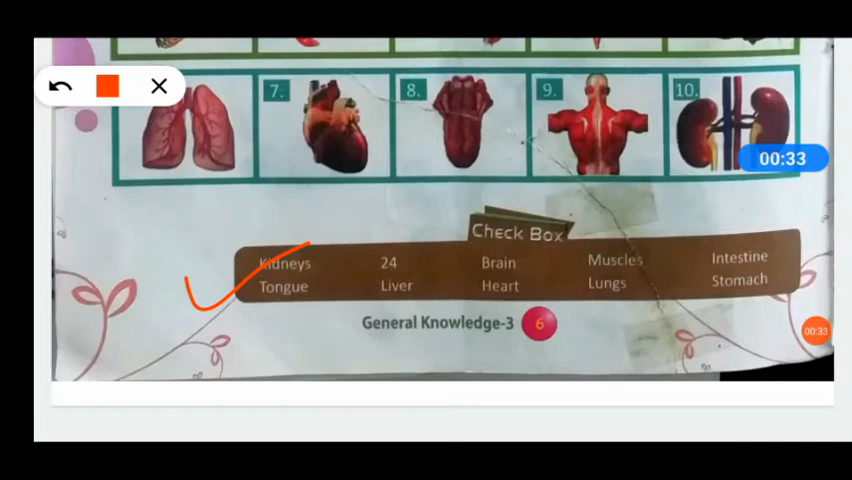 7. 8. 9. 10.
00:33
Check Box
Kidneys 24 Brain Muscles Intestine
Tongue Liver Heart Lungs Stomach
General Knowledge-3 6
00:33